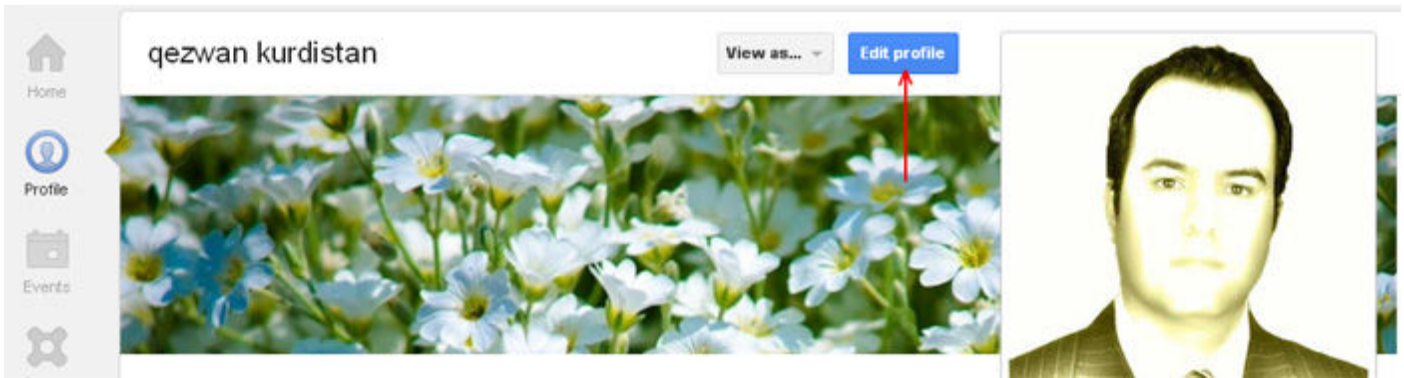 qezwan kurdistan
View as...
Edit profile
Home
Profile
Events